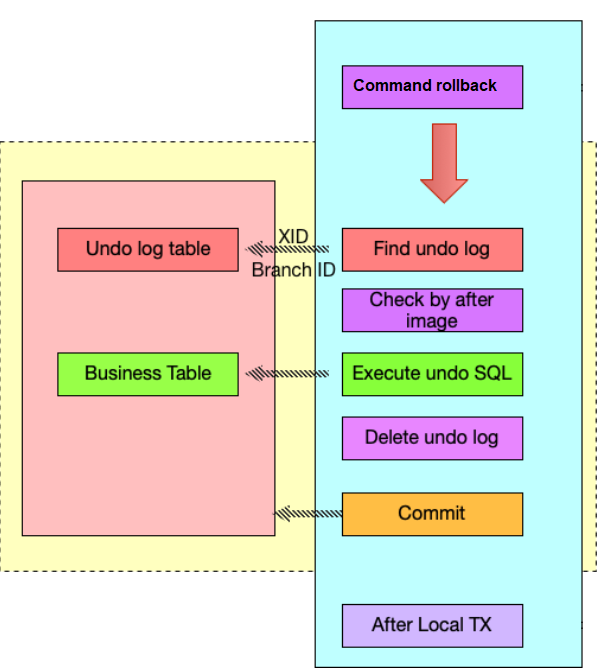 Command rollback
XID
Undo log table
Find undo log
Branch ID
Check by after
image
Business Table
Execute undo SQL
Delete undo log
Commit
After Local TX